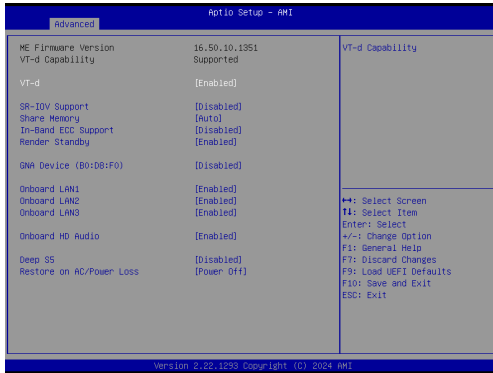 Aptio Setup - AMI
Advanced
ME Firmware Version 16.50.10.1351
VT-d Capability Supported
VT-d [Enabled]
SR-IOV Support [Disabled]
Share Memory [Auto]
In-Band ECC Support [Disabled]
Render Standby [Enabled]
GNA Device (B0:D8:F0) [Disabled]
Onboard LAN1 [Enabled]
Onboard LAN2 [Enabled]
Onboard LAN3 [Enabled]
Onboard HD Audio [Enabled]
Deep S5 [Disabled]
Restore on AC/Power Loss [Power Off]
VT-d Capability
↔: Select Screen
↑↓: Select Item
Enter: Select
+/-: Change Option
F1: General Help
F7: Discard Changes
F9: Load UEFI Defaults
F10: Save and Exit
ESC: Exit
Version 2.22.1293 Copyright (C) 2024 AMI